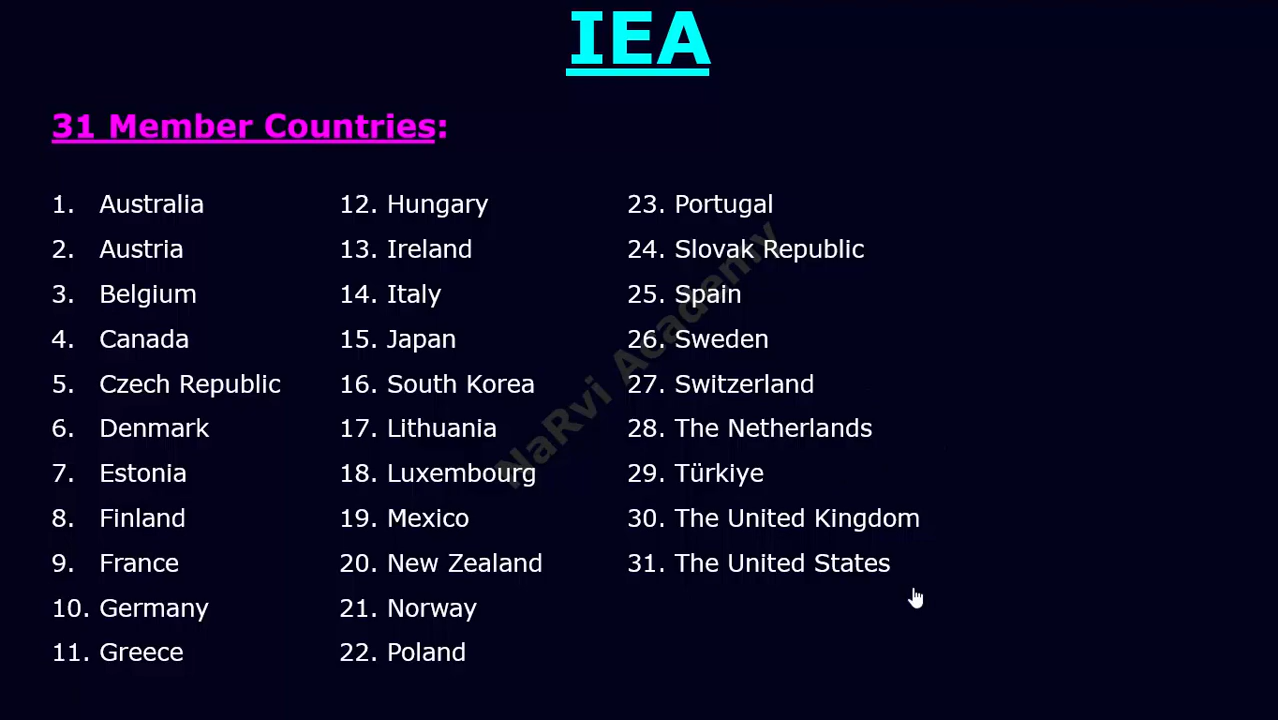 IEA
31 Member Countries:
1. Australia
2. Austria
3. Belgium
4. Canada
5. Czech Republic
6. Denmark
7. Estonia
8. Finland
9. France
10. Germany
11. Greece
12. Hungary
13. Ireland
14. Italy
15. Japan
16. South Korea
17. Lithuania
18. Luxembourg
19. Mexico
20. New Zealand
21. Norway
22. Poland
23. Portugal
24. Slovak Republic
25. Spain
26. Sweden
27. Switzerland
28. The Netherlands
29. Türkiye
30. The United Kingdom
31. The United States
NaRvi Academy